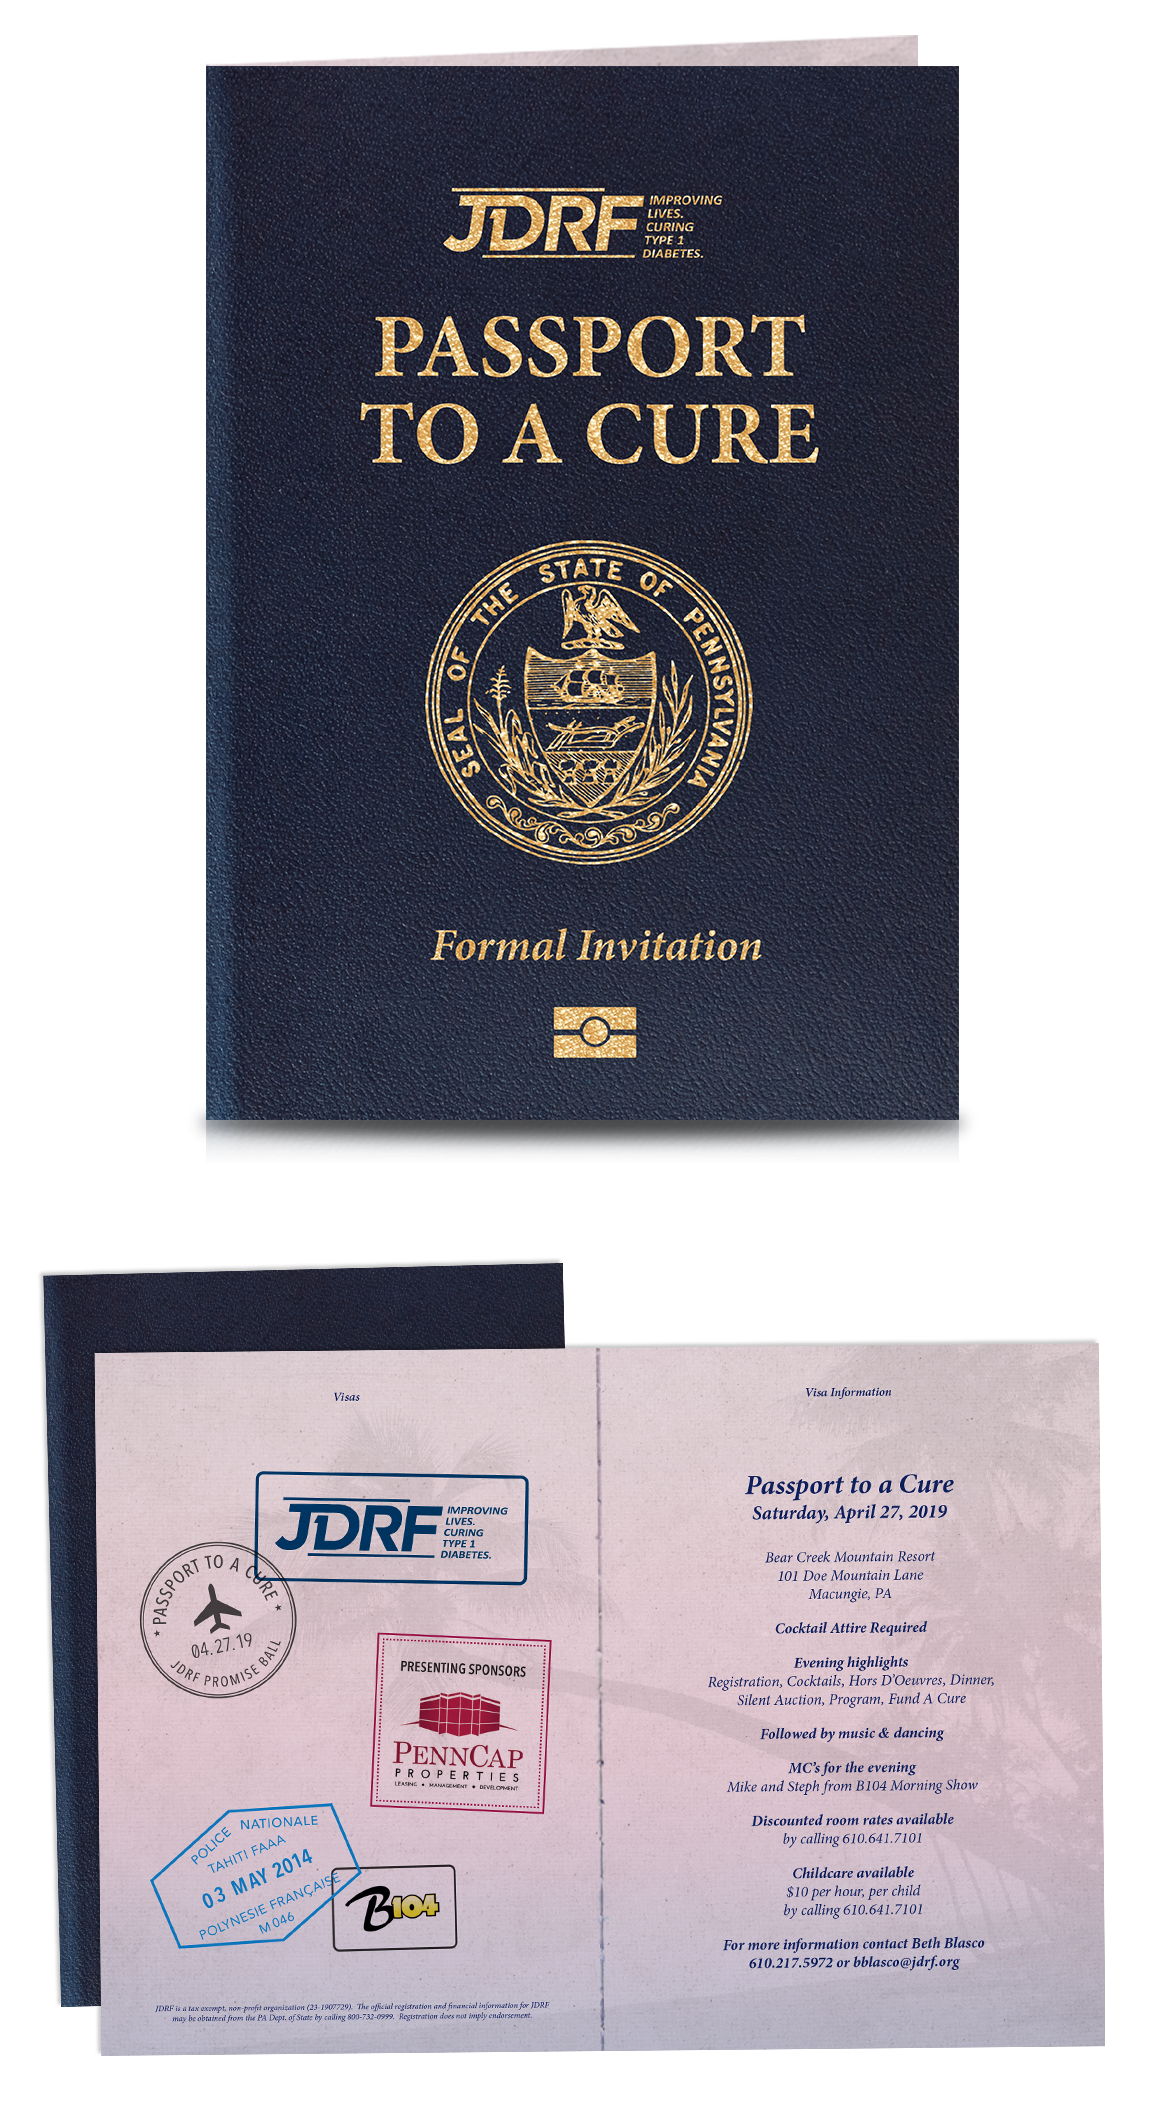 JDRF
IMPROVING
LIVES.
CURING
TYPE 1
DIABETES.
PASSPORT
TO A CURE
SEAL OF THE STATE OF PENNSYLVANIA
Formal Invitation
Visas
JDRF
IMPROVING
LIVES.
CURING
TYPE 1
DIABETES.
PASSPORT TO A CURE
04.27.19
JDRF PROMISE BALL
PRESENTING SPONSORS
PENNCAP
PROPERTIES
LEASING • MANAGEMENT • DEVELOPMENT
POLICE NATIONALE
TAHITI FAAA
03 MAY 2014
POLYNESIE FRANÇAISE
M 046
B104
JDRF is a tax exempt, non-profit organization (23-1907729). The official registration and financial information for JDRF
may be obtained from the PA Dept. of State by calling 800-732-0999. Registration does not imply endorsement.
Visa Information
Passport to a Cure
Saturday, April 27, 2019
Bear Creek Mountain Resort
101 Doe Mountain Lane
Macungie, PA
Cocktail Attire Required
Evening highlights
Registration, Cocktails, Hors D'Oeuvres, Dinner,
Silent Auction, Program, Fund A Cure
Followed by music & dancing
MC's for the evening
Mike and Steph from B104 Morning Show
Discounted room rates available
by calling 610.641.7101
Childcare available
$10 per hour, per child
by calling 610.641.7101
For more information contact Beth Blasco
610.217.5972 or bblasco@jdrf.org